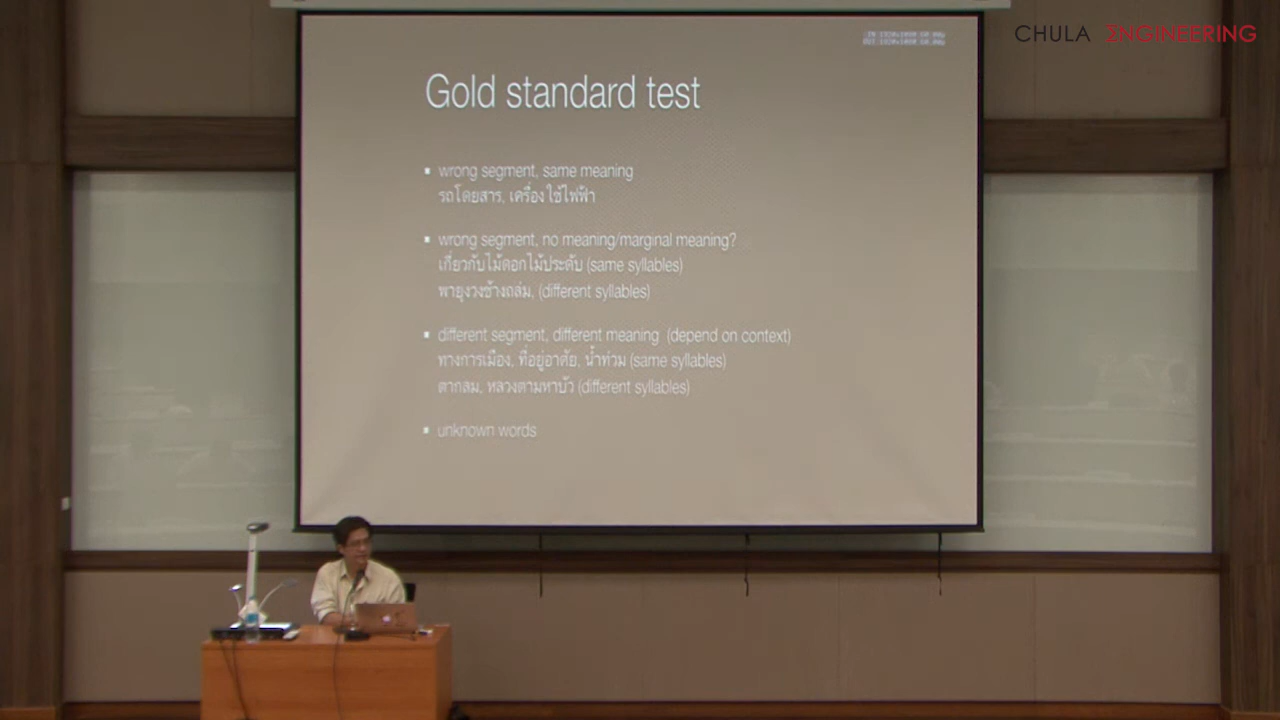 CHULA ΣNGINEERING
Gold standard test
wrong segment, same meaning
รถโดยสาร, เครื่องใช้ไฟฟ้า
wrong segment, no meaning/marginal meaning?
เกี่ยวกับไม้ดอกไม้ประดับ (same syllables)
พายุงวงช้างถล่ม, (different syllables)
different segment, different meaning (depend on context)
ทางการเมือง, ที่อยู่อาศัย, น้ำท่วม (same syllables)
ตากลม, หลวงตามหาบัว (different syllables)
unknown words